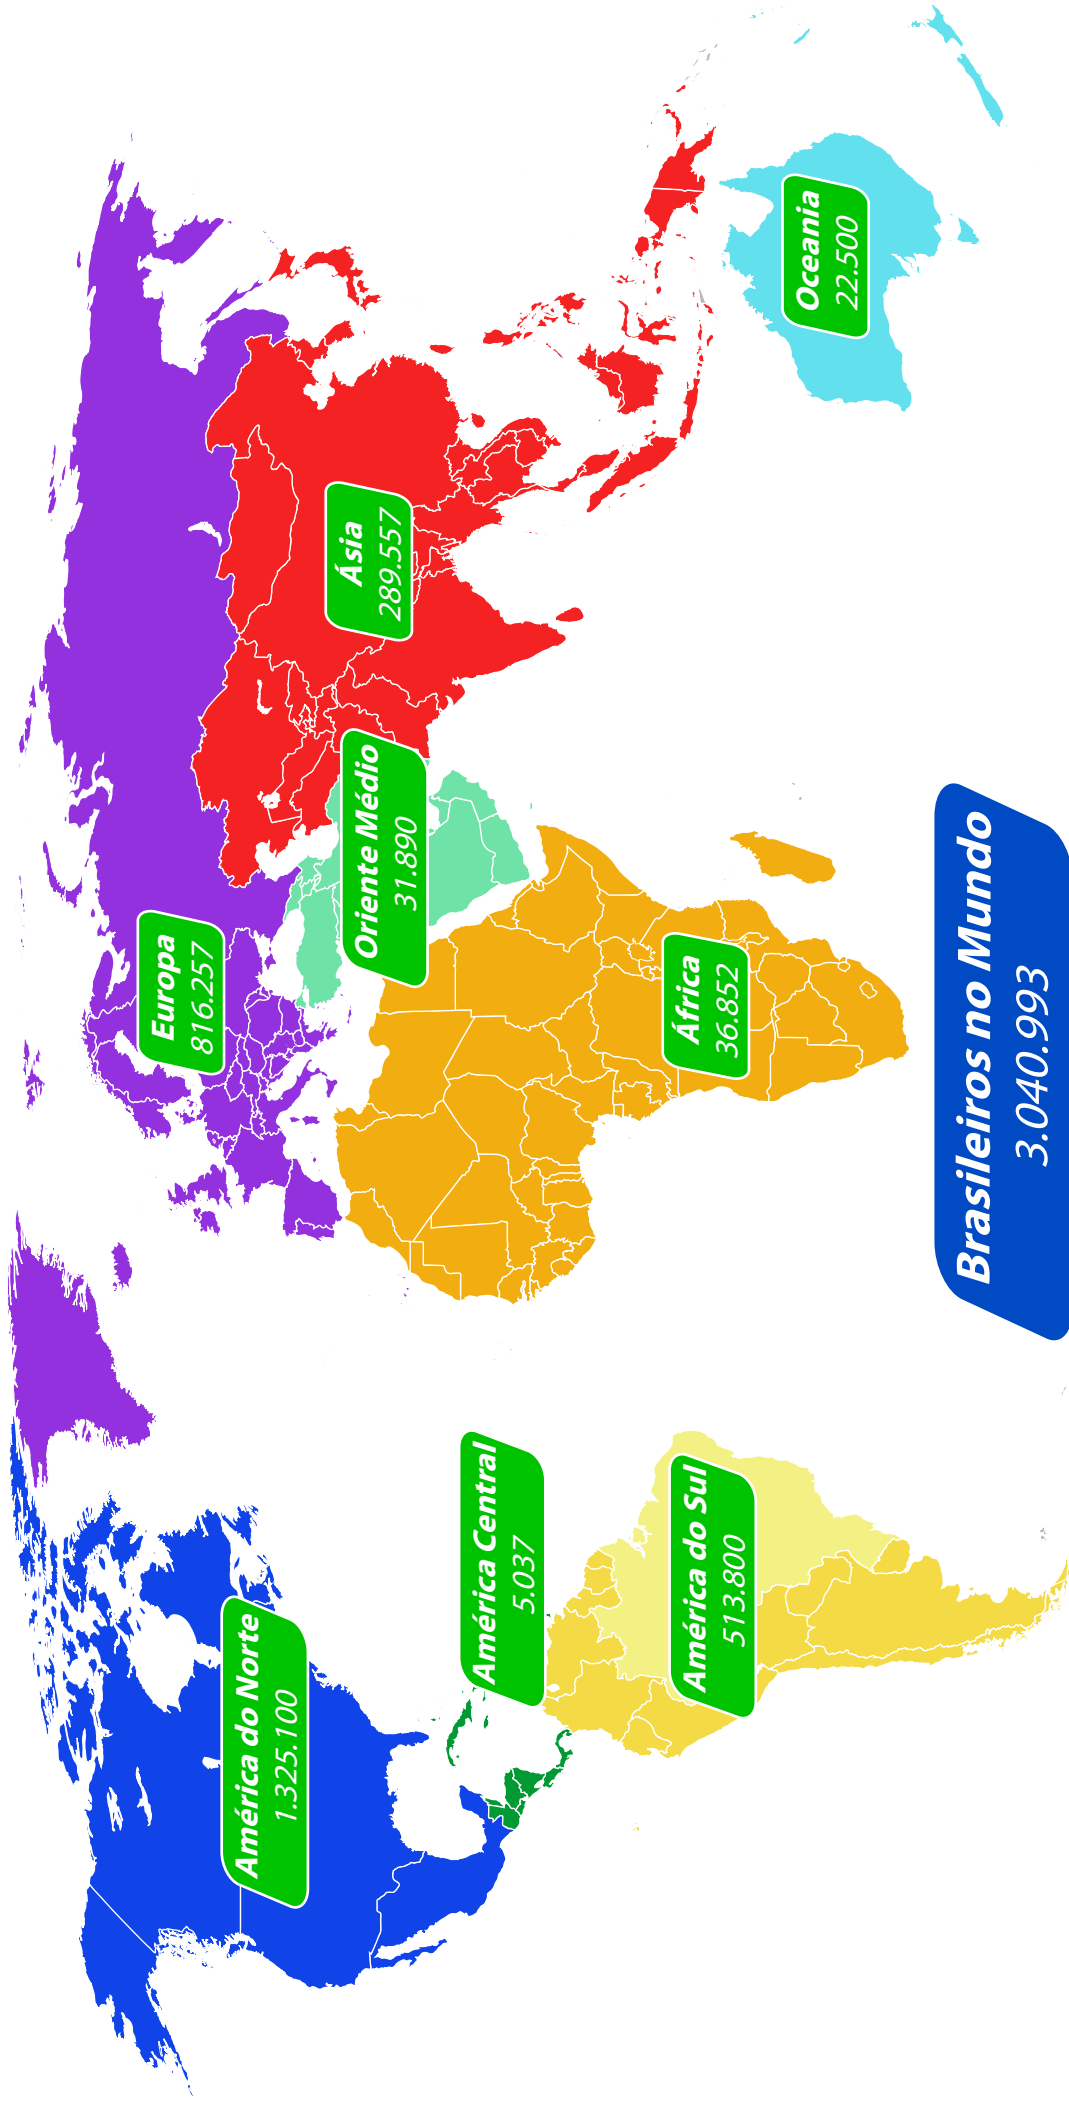 América do Norte
1.325.100
Europa
816.257
Ásia
289.557
Oriente Médio
31.890
América Central
5.037
América do Sul
513.800
África
36.852
Oceania
22.500
Brasileiros no Mundo
3.040.993